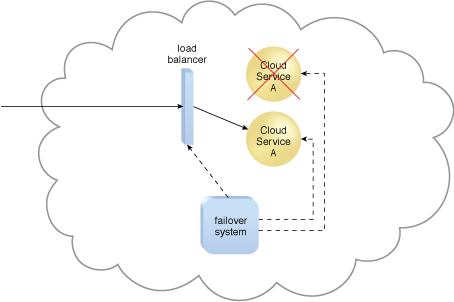 load
balancer
Cloud
Service
A
Cloud
Service
A
failover
system